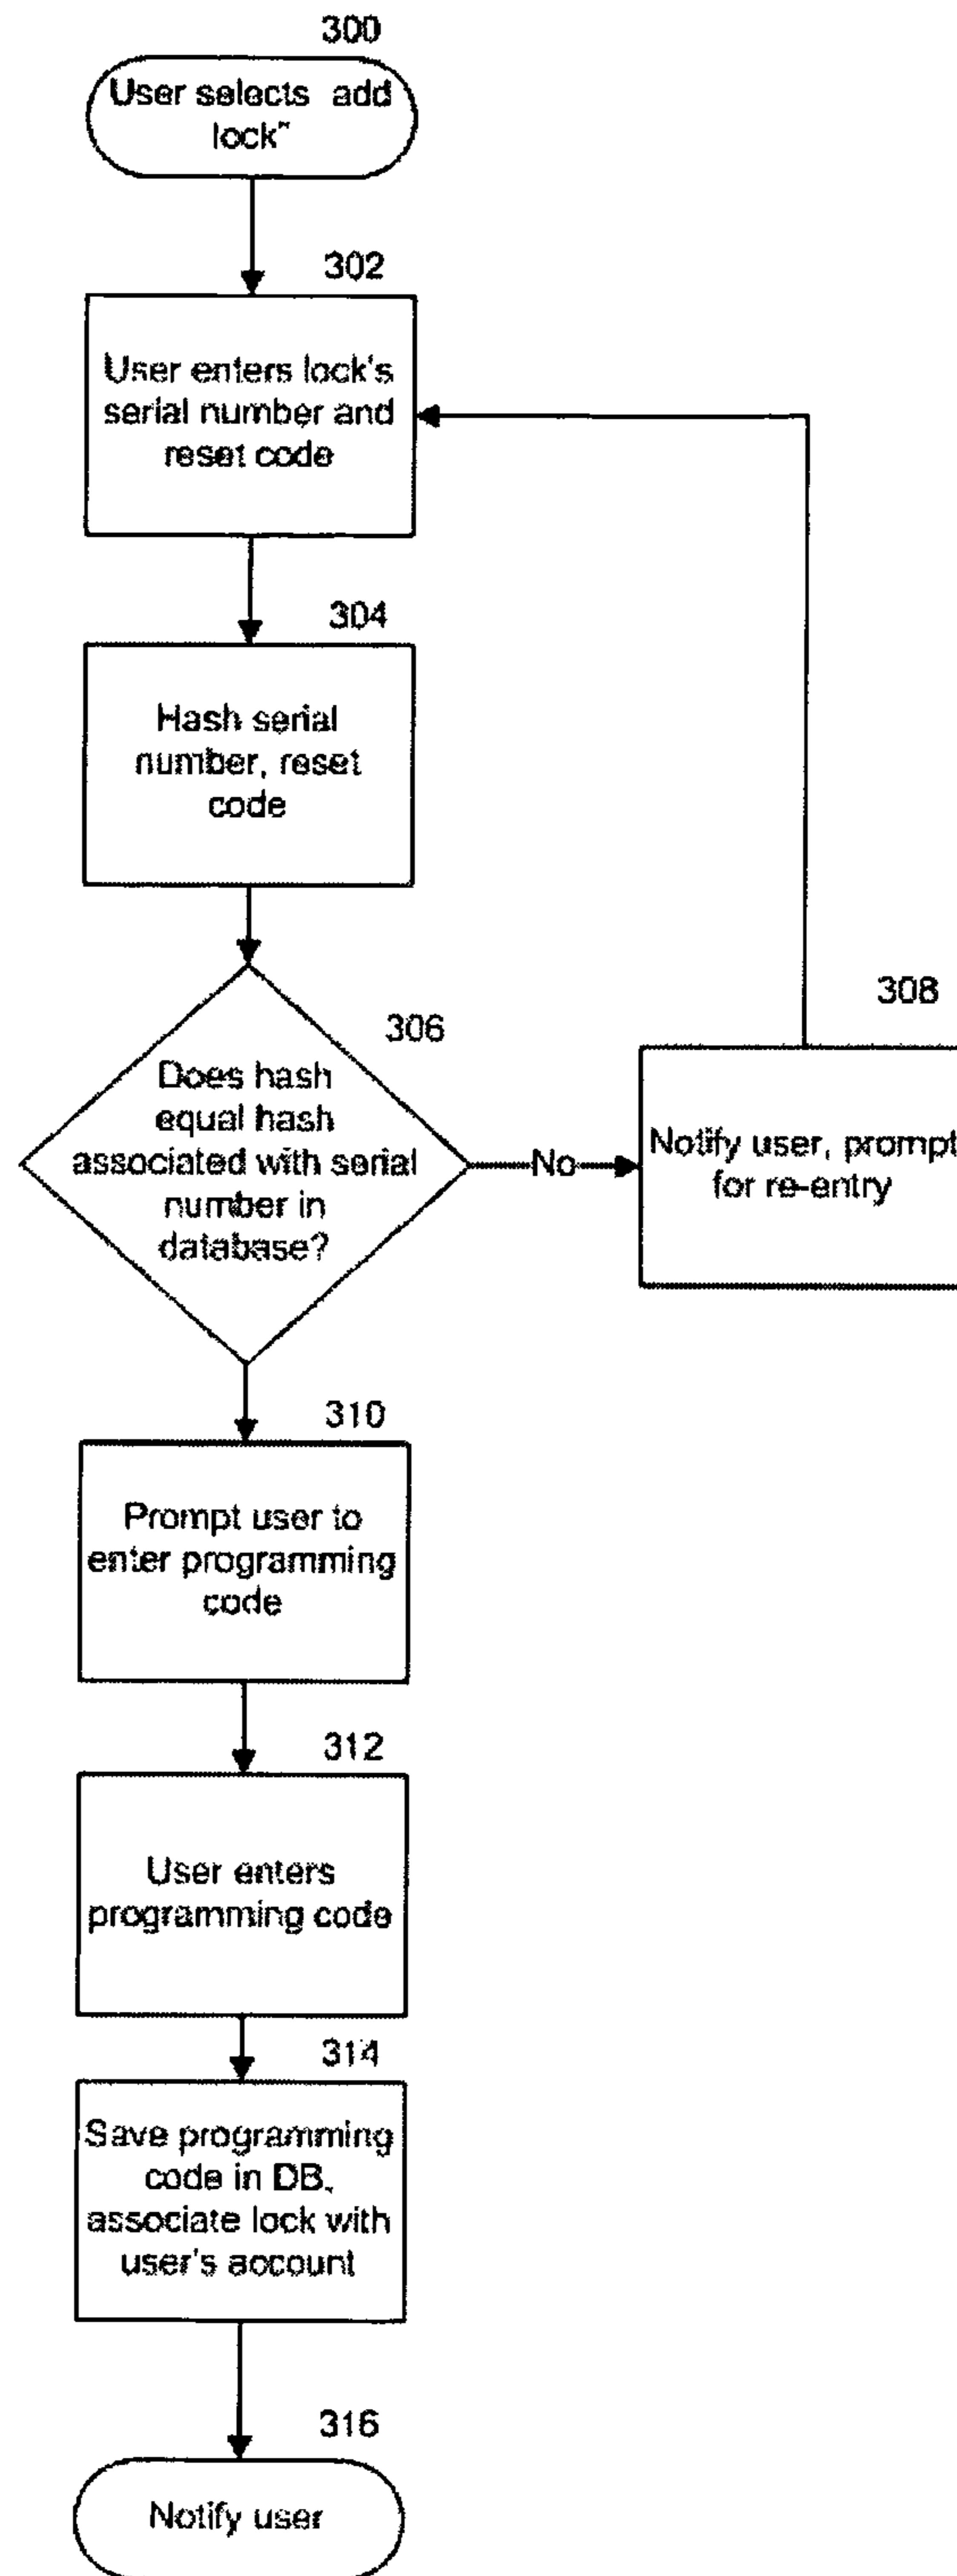 300
User selects add
lock"
302
User enters lock's
serial number and
reset code
304
Hash serial
number, reset
code
306
Does hash
equal hash
associated with serial
number in
database?
No
308
Notify user, prompt
for re-entry
310
Prompt user to
enter programming
code
312
User enters
programming code
314
Save programming
code in DB,
associate lock with
user's account
316
Notify user